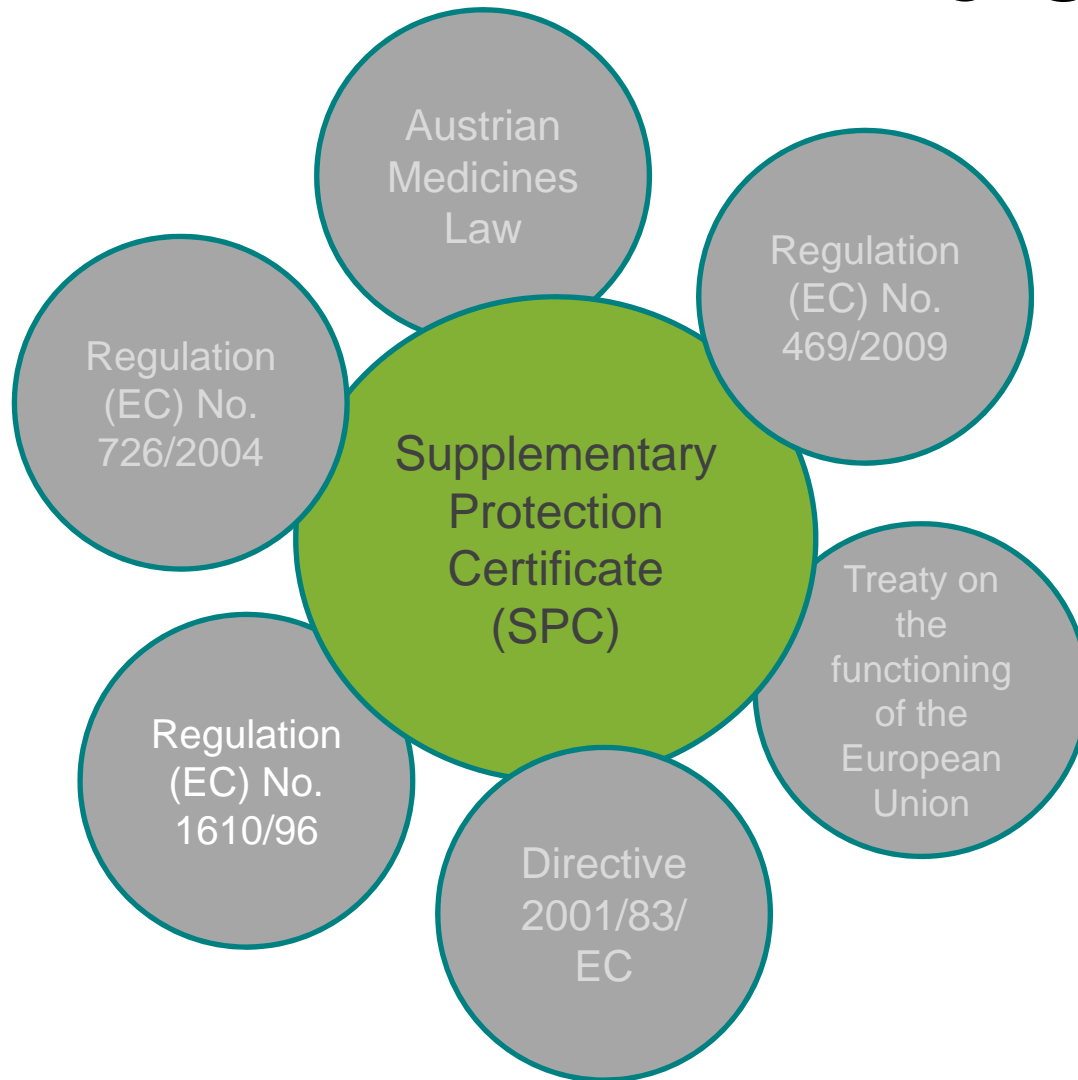 Austrian
Medicines
Law
Regulation
(EC) No.
469/2009
Regulation
(EC) No.
726/2004
Supplementary
Protection
Certificate
(SPC)
Treaty on
the
functioning
of the
European
Union
Regulation
(EC) No.
1610/96
Directive
2001/83/
EC